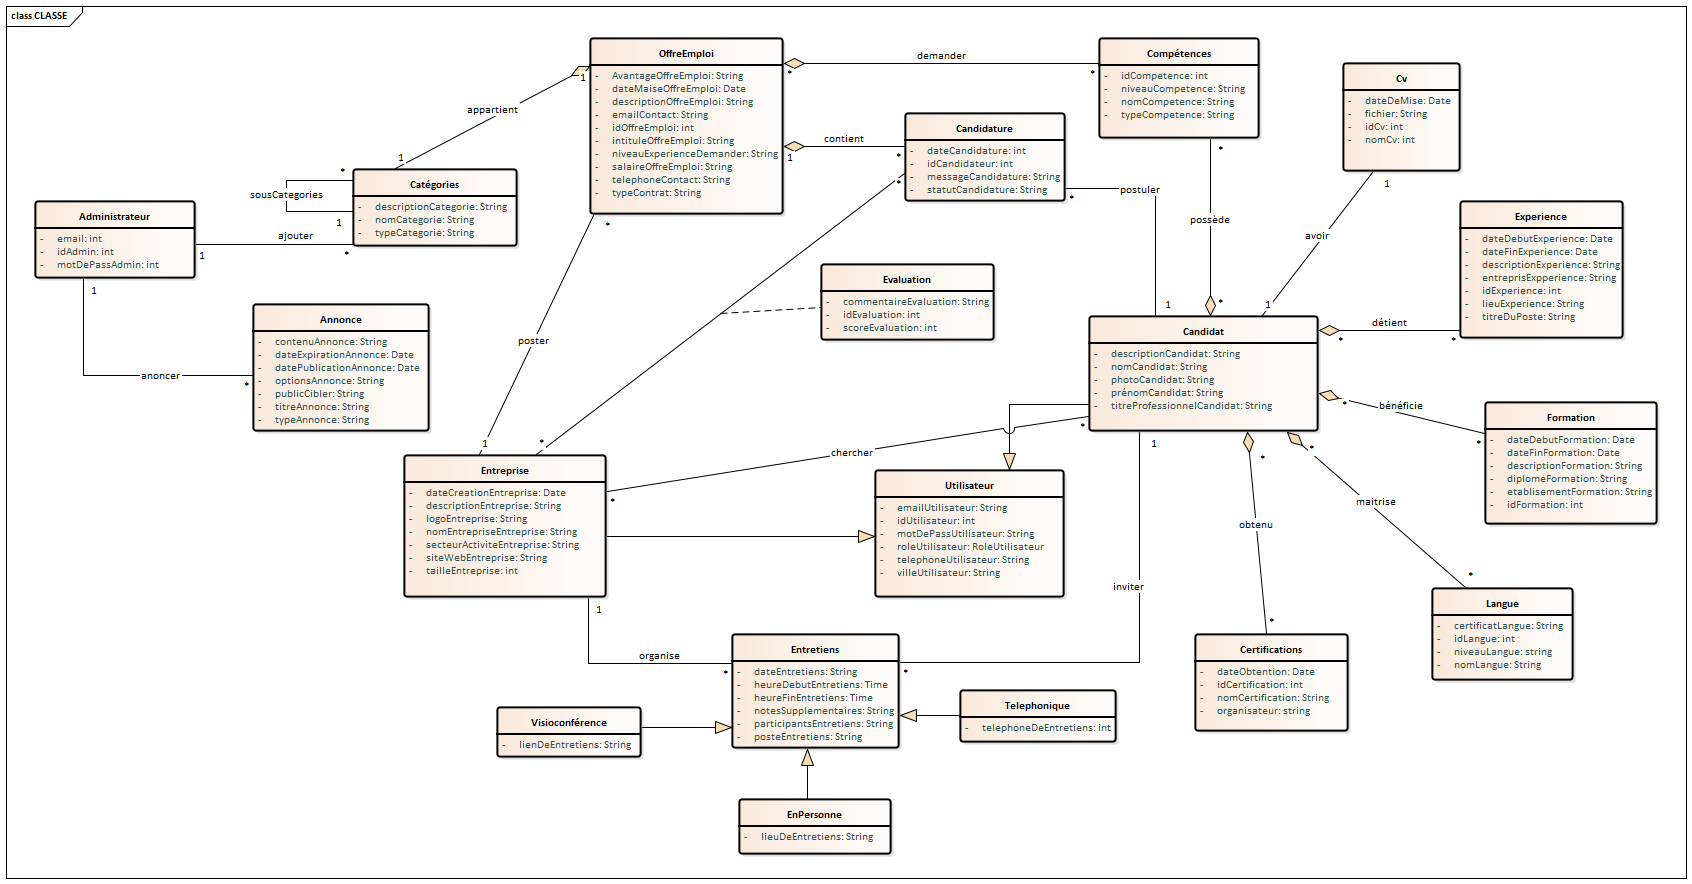 class CLASSE
OffreEmploi
- AvantageOffreEmploi: String
- dateMaiseOffreEmploi: Date
- descriptionOffreEmploi: String
- emailContact: String
- idOffreEmploi: int
- intituleOffreEmploi: String
- niveauExperienceDemander: String
- salaireOffreEmploi: String
- telephoneContact: String
- typeContrat: String
1
*
1
*
demander
*
Compétences
- idCompetence: int
- niveauCompetence: String
- nomCompetence: String
- typeCompetence: String
*
Cv
- dateDeMise: Date
- fichier: String
- idCv: int
- nomCv: int
1
appartient
1
contient
*
*
Candidature
- dateCandidature: int
- idCandidateur: int
- messageCandidature: String
- statutCandidature: String
*
postuler
1
possède
*
avoir
1
Catégories
- descriptionCategorie: String
- nomCategorie: String
- typeCategorie: String
*
sousCategories
1
Administrateur
- email: int
- idAdmin: int
- motDePassAdmin: int
1
ajouter
*
1
anoncer
*
Annonce
- contenuAnnonce: String
- dateExpirationAnnonce: Date
- datePublicationAnnonce: Date
- optionsAnnonce: String
- publicCibler: String
- titreAnnonce: String
- typeAnnonce: String
poster
1
*
Evaluation
- commentaireEvaluation: String
- idEvaluation: int
- scoreEvaluation: int
Experience
- dateDebutExperience: Date
- dateFinExperience: Date
- descriptionExperience: String
- entreprisExpperience: String
- idExperience: int
- lieuExperience: String
- titreDuPoste: String
Candidat
- descriptionCandidat: String
- nomCandidat: String
- photoCandidat: String
- prénomCandidat: String
- titreProfessionnelCandidat: String
*
détient
*
*
bénéficie
*
Formation
- dateDebutFormation: Date
- dateFinFormation: Date
- descriptionFormation: String
- diplomeFormation: String
- etablisementFormation: String
- idFormation: int
*
chercher
*
Entreprise
- dateCreationEntreprise: Date
- descriptionEntreprise: String
- logoEntreprise: String
- nomEntrepriseEntreprise: String
- secteurActiviteEntreprise: String
- siteWebEntreprise: String
- tailleEntreprise: int
Utilisateur
- emailUtilisateur: String
- idUtilisateur: int
- motDePassUtilisateur: String
- roleUtilisateur: RoleUtilisateur
- telephoneUtilisateur: String
- villeUtilisateur: String
1
inviter
*
*
obtenu
*
*
maitrise
*
Langue
- certificatLangue: String
- idLangue: int
- niveauLangue: string
- nomLangue: String
Certifications
- dateObtention: Date
- idCertification: int
- nomCertification: String
- organisateur: string
1
organise
*
Entretiens
- dateEntretiens: String
- heureDebutEntretiens: Time
- heureFinEntretiens: Time
- notesSupplementaires: String
- participantsEntretiens: String
- posteEntretiens: String
Visioconférence
- lienDeEntretiens: String
Telephonique
- telephoneDeEntretiens: int
EnPersonne
- lieuDeEntretiens: String